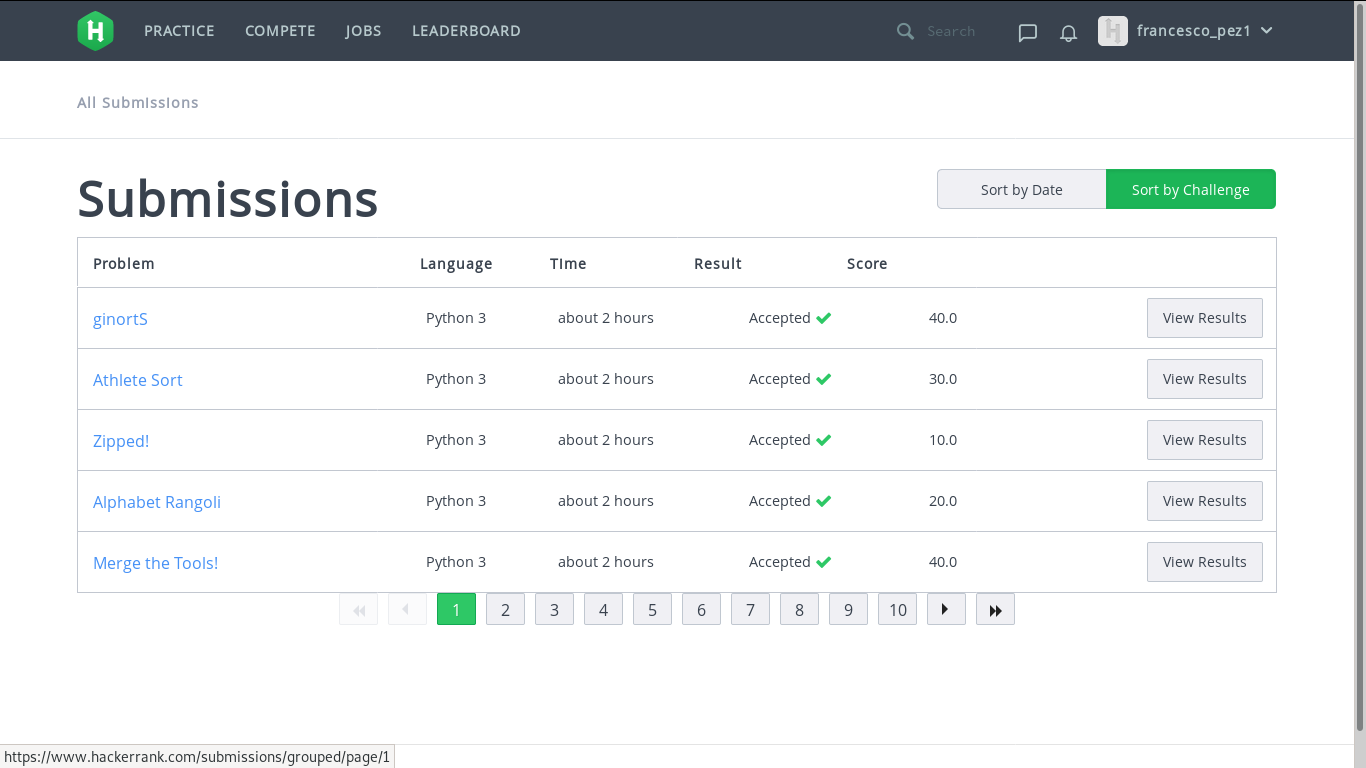 H PRACTICE COMPETE JOBS LEADERBOARD Search francesco_pez1
All Submissions
Submissions
Sort by Date Sort by Challenge
Problem Language Time Result Score
ginortS Python 3 about 2 hours Accepted 40.0 View Results
Athlete Sort Python 3 about 2 hours Accepted 30.0 View Results
Zipped! Python 3 about 2 hours Accepted 10.0 View Results
Alphabet Rangoli Python 3 about 2 hours Accepted 20.0 View Results
Merge the Tools! Python 3 about 2 hours Accepted 40.0 View Results
1 2 3 4 5 6 7 8 9 10
https://www.hackerrank.com/submissions/grouped/page/1